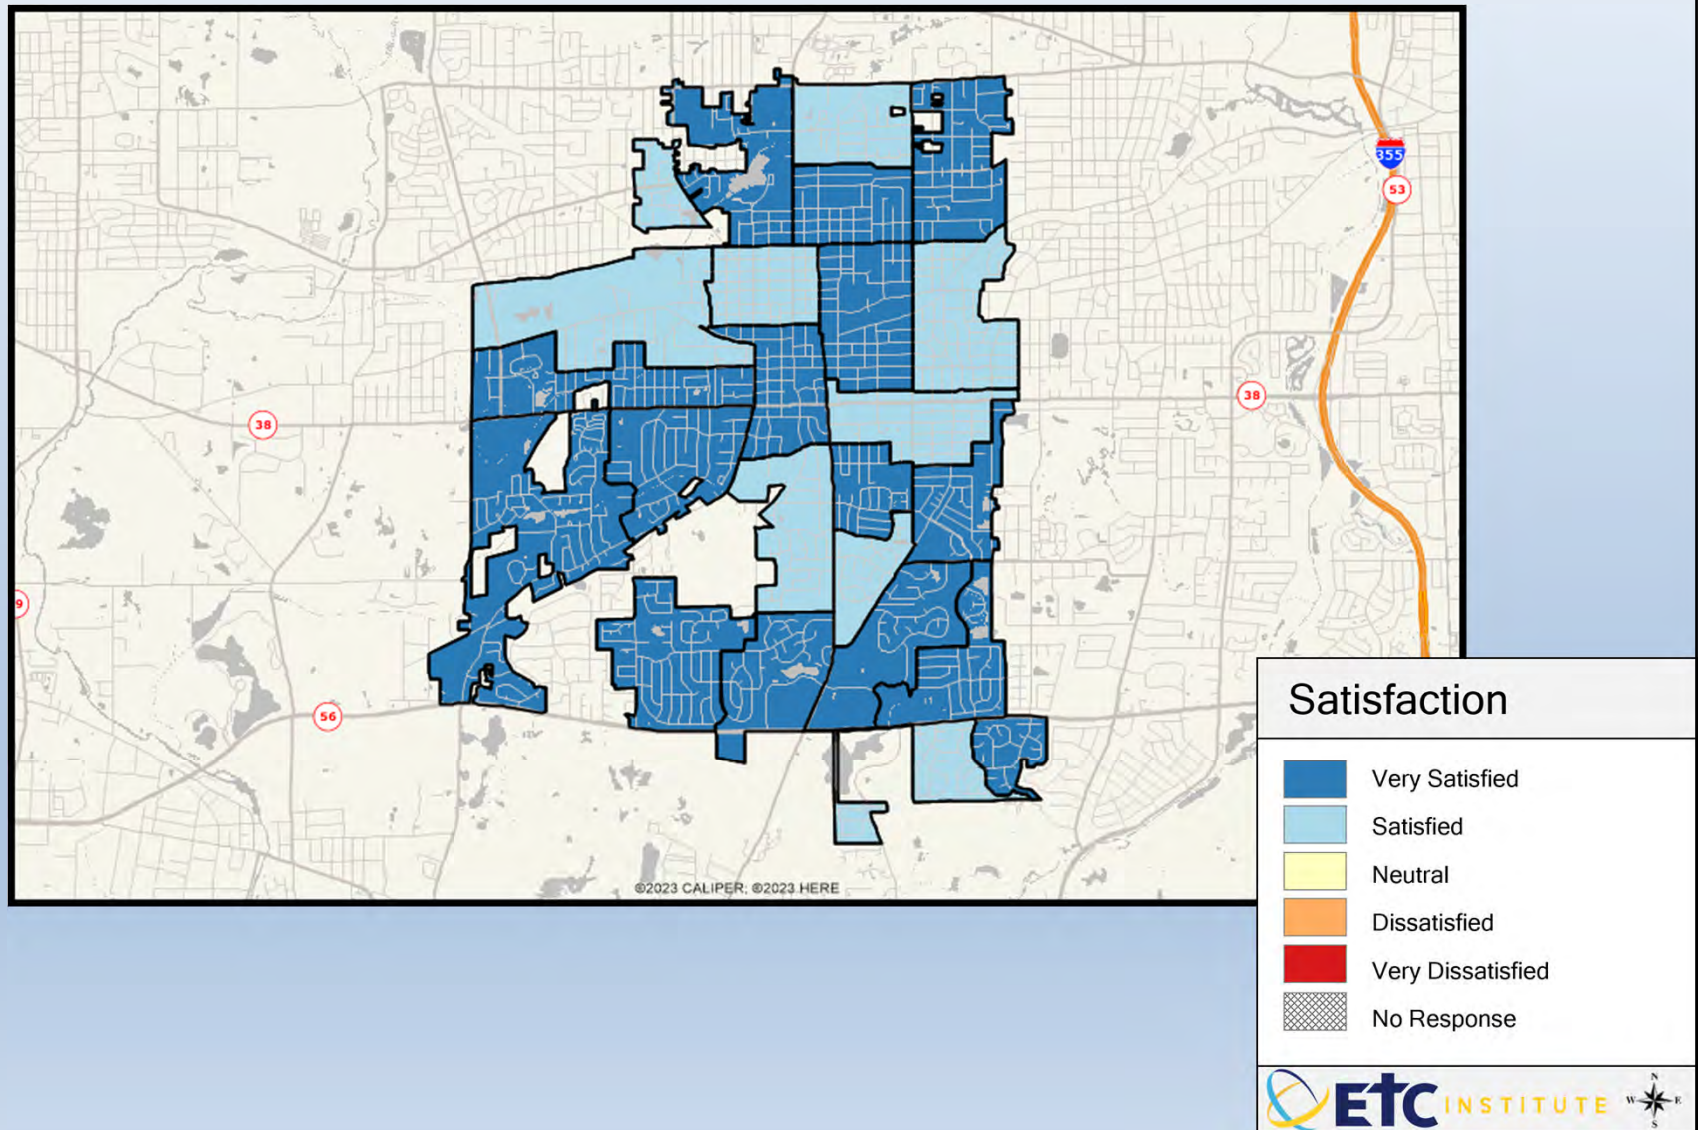 355
53
38
38
9
56
©2023 CALIPER; ©2023 HERE
Satisfaction
Very Satisfied
Satisfied
Neutral
Dissatisfied
Very Dissatisfied
No Response
ETC INSTITUTE
N
W E
S